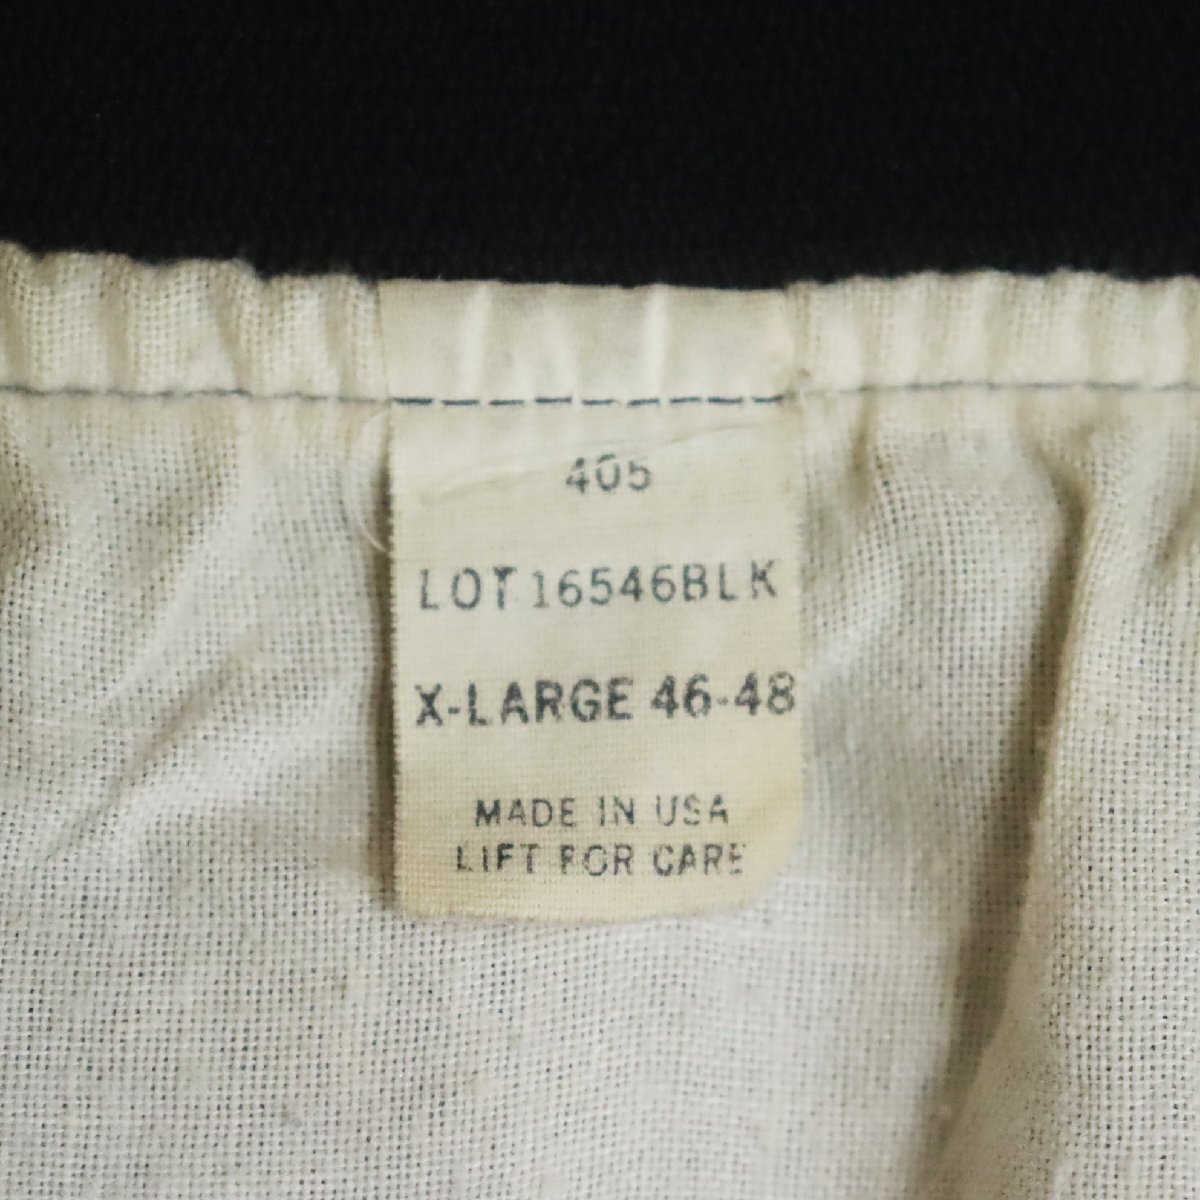 405
LOT 16546BLK
X-LARGE 46-48
MADE IN USA
LIFT FOR CARE